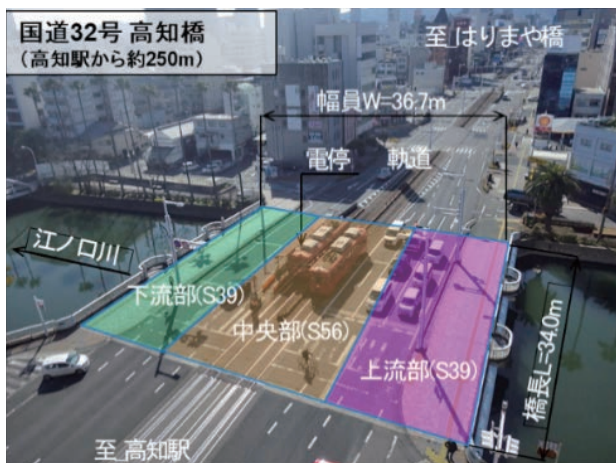 国道32号 高知橋
（高知駅から約250m）
至 はりまや橋
幅員W=36.7m
電停
軌道
江ノ口川
下流部(S39)
中央部(S56)
上流部(S39)
橋長L=34.0m
至 高知駅